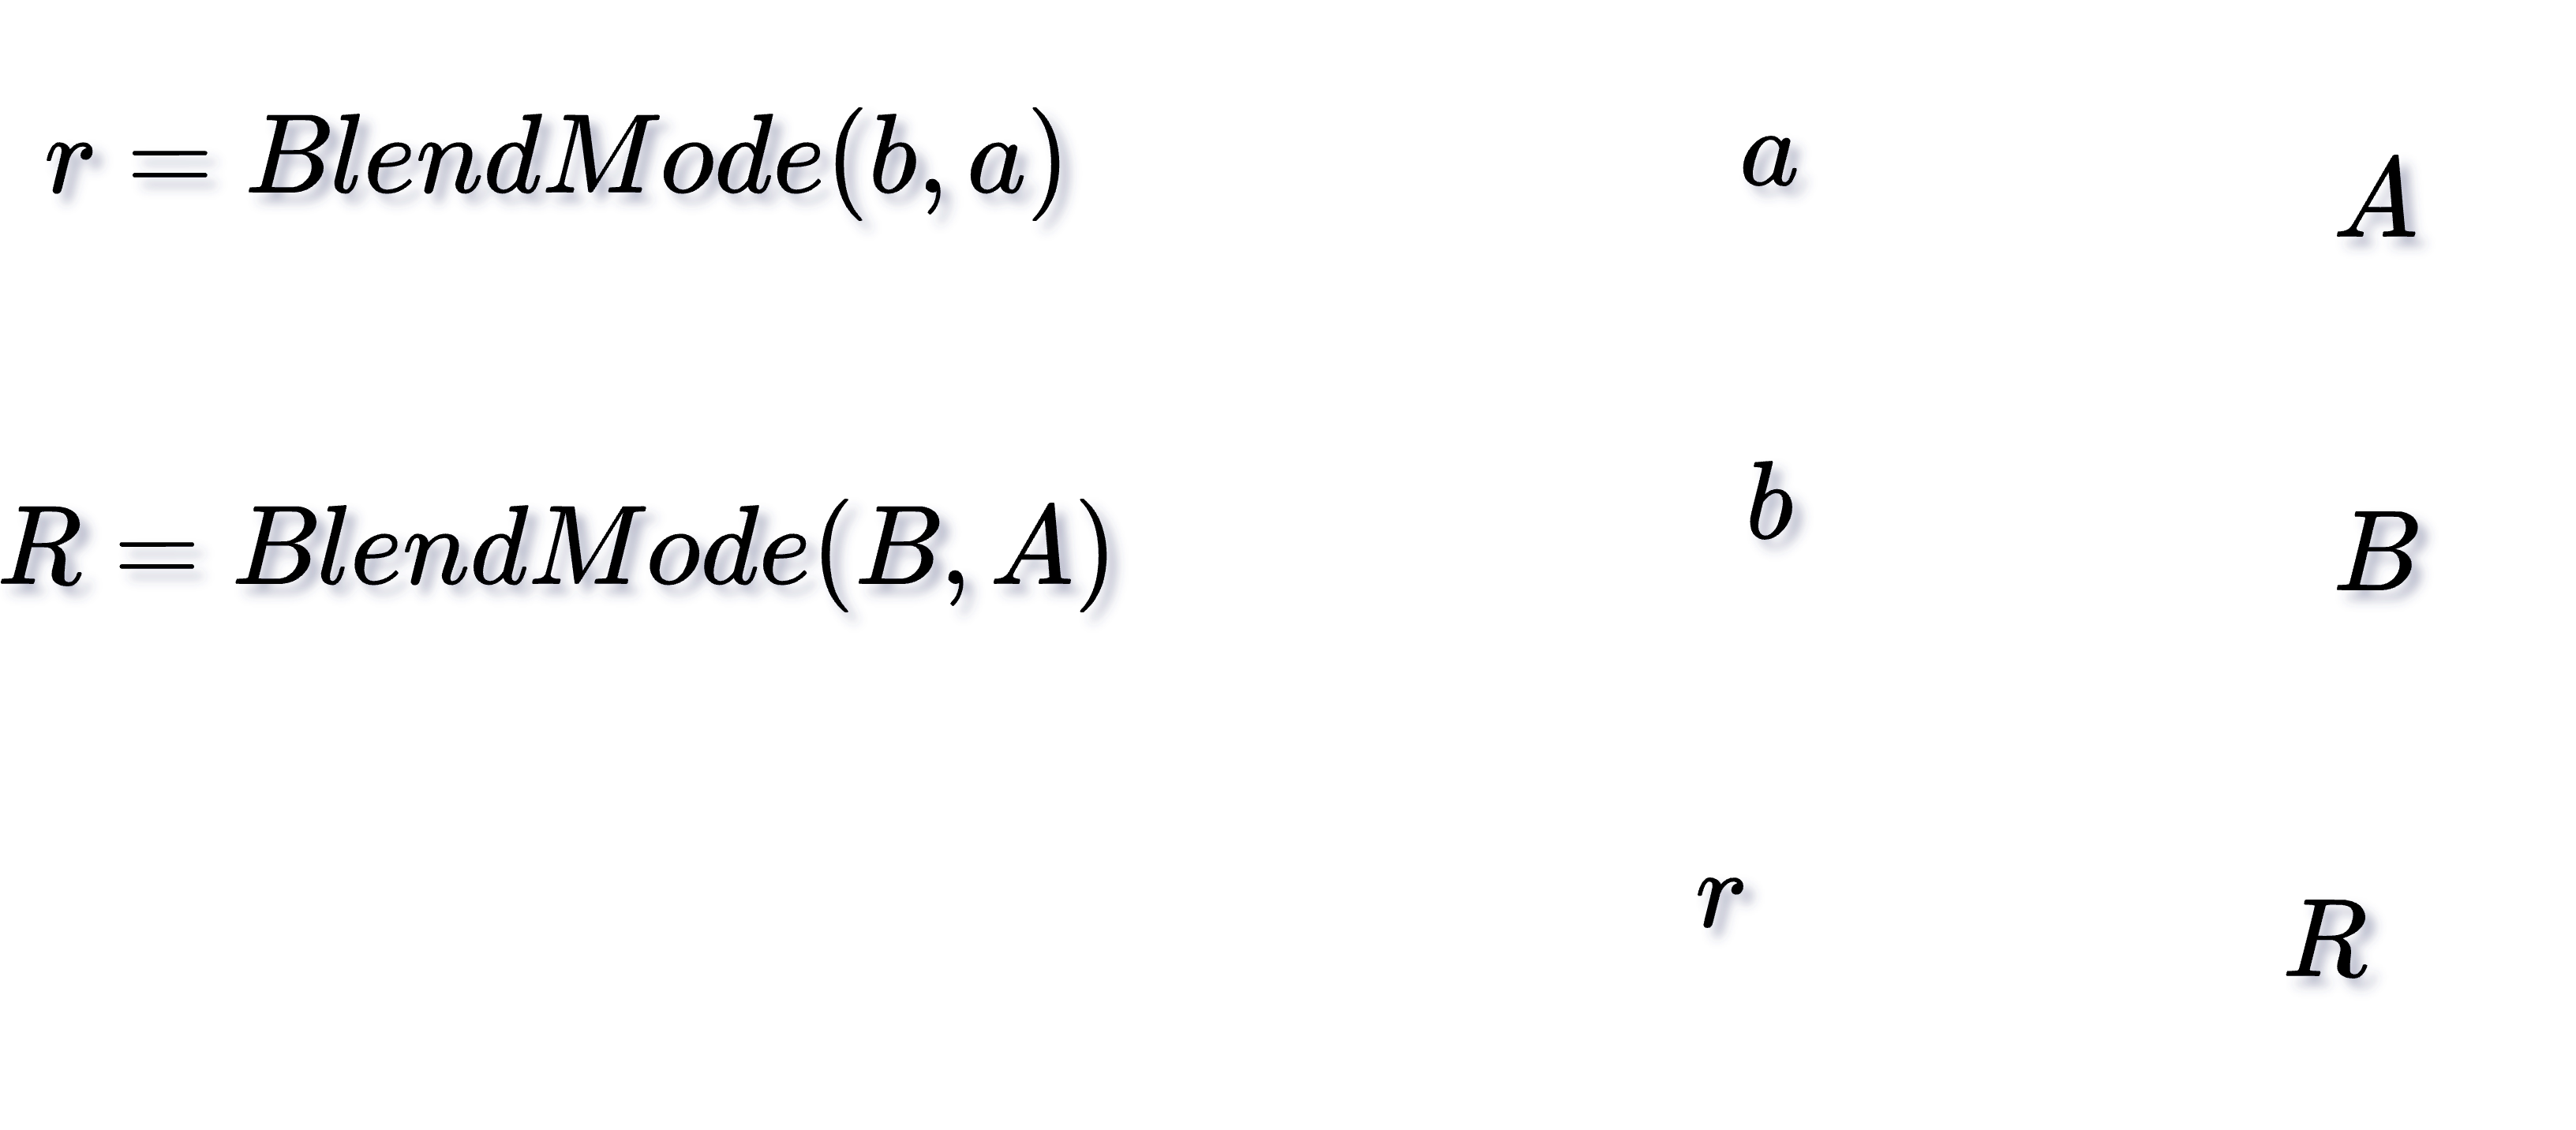 r = BlendMode(b, a)
a
A
R = BlendMode(B, A)
b
B
r
R